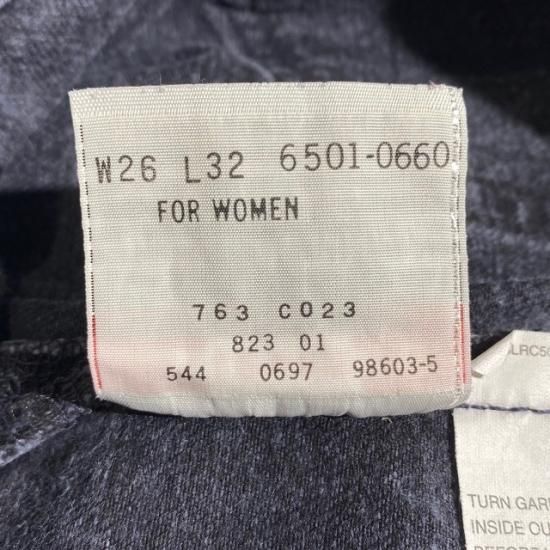 W26 L32 6501-0660
FOR WOMEN
763 C023
823 01
544 0697 98603-5
TURN GAR
INSIDE OU